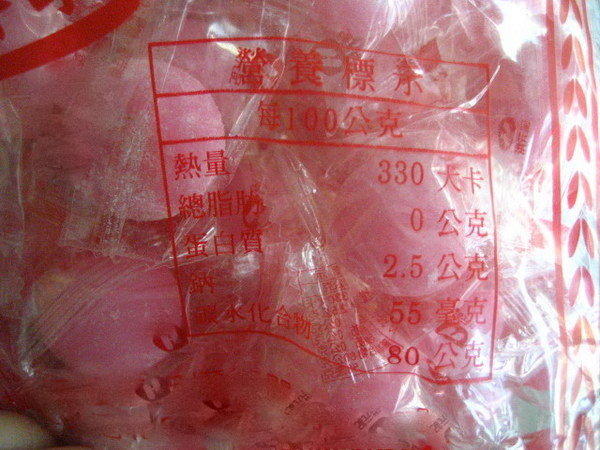 營養標示
每100公克
熱量 330 大卡
總脂肪 0 公克
蛋白質 2.5 公克
鈉 55 毫克
碳水化合物 80 公克